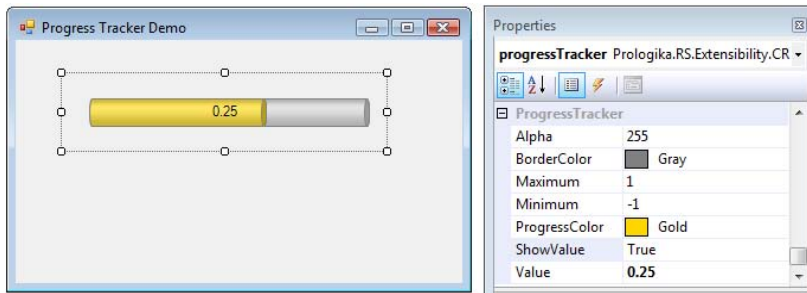 Progress Tracker Demo
0.25
Properties
progressTracker Prologika.RS.Extensibility.CR
ProgressTracker
Alpha 255
BorderColor Gray
Maximum 1
Minimum -1
ProgressColor Gold
ShowValue True
Value 0.25